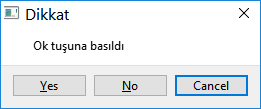 Dikkat
Ok tuşuna basıldı
Yes
No
Cancel